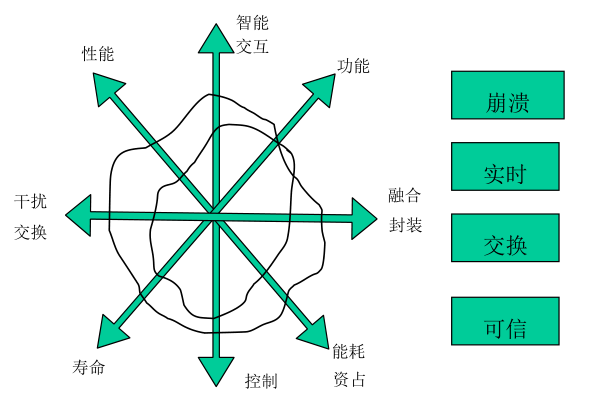 智能
交互
性能
功能
干扰
交换
融合
封装
寿命
控制
能耗
资占
崩溃
实时
交换
可信